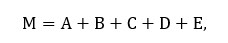 M = A + B + C + D + E,